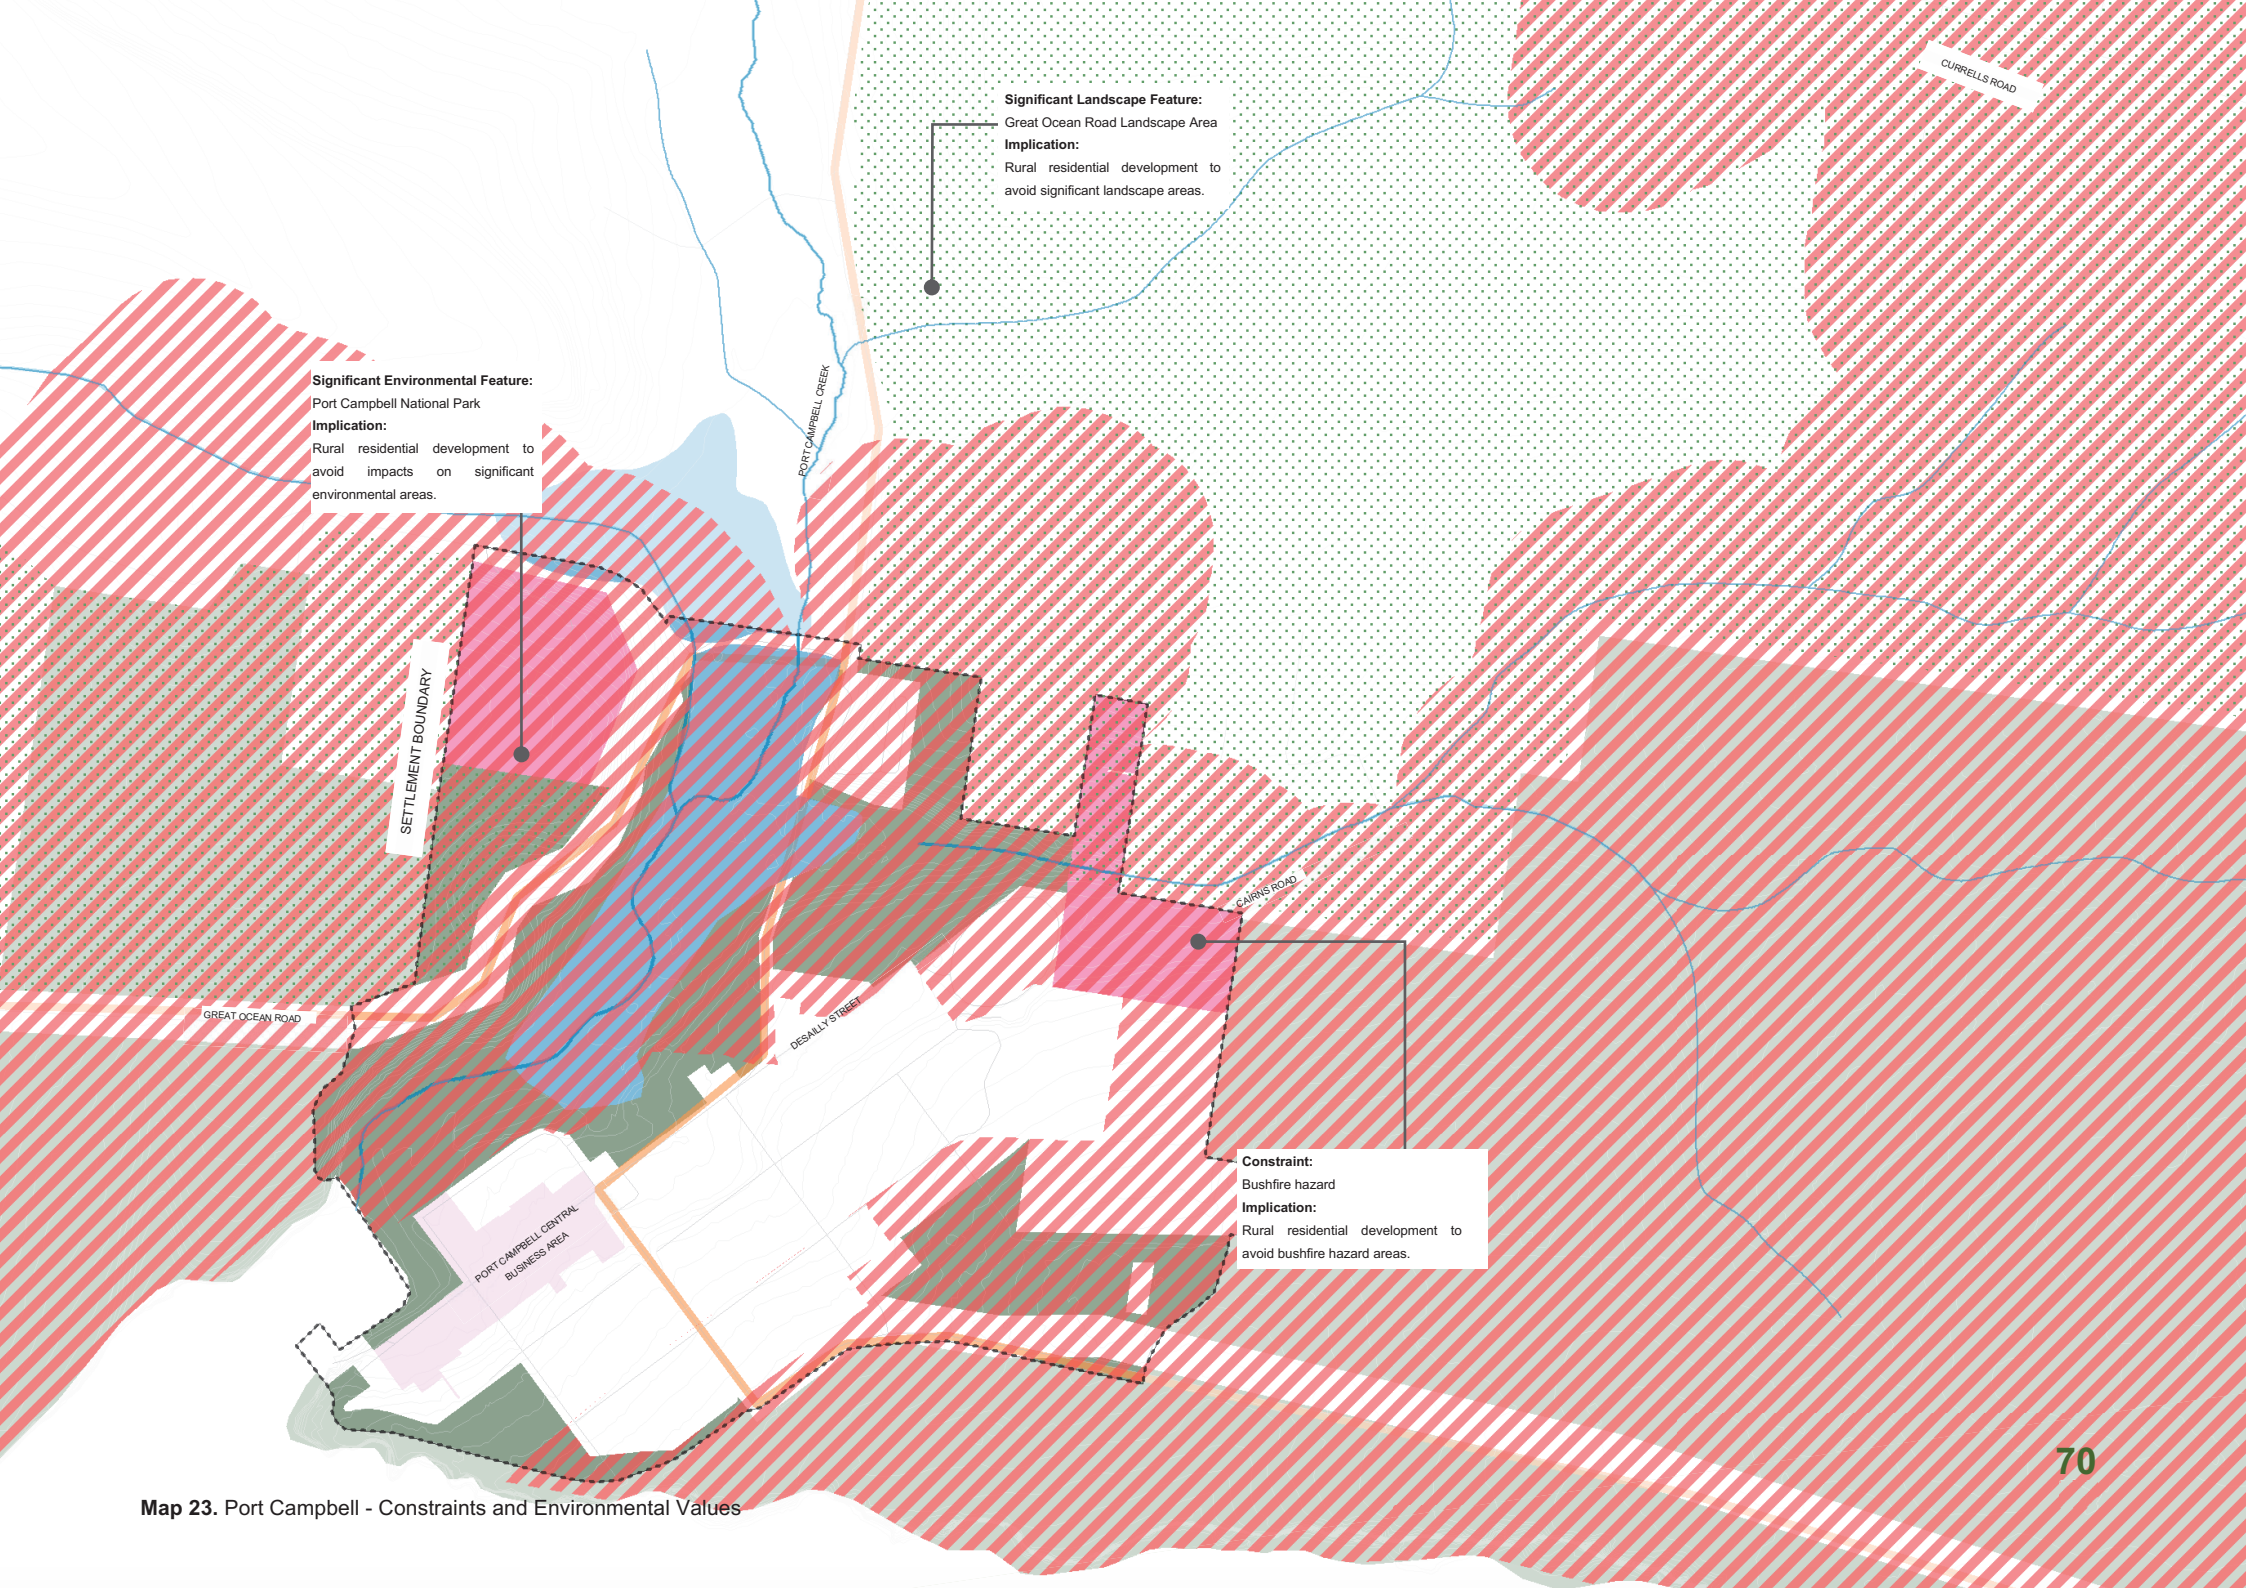 CURRELLS ROAD
Significant Landscape Feature:
Great Ocean Road Landscape Area
Implication:
Rural residential development to
avoid significant landscape areas.
PORT CAMPBELL CREEK
Significant Environmental Feature:
Port Campbell National Park
Implication:
Rural residential development to
avoid impacts on significant
environmental areas.
SETTLEMENT BOUNDARY
CAIRNS ROAD
GREAT OCEAN ROAD
DESAILLY STREET
Constraint:
Bushfire hazard
Implication:
Rural residential development to
avoid bushfire hazard areas.
PORT CAMPBELL CENTRAL
BUSINESS AREA
70
Map 23. Port Campbell - Constraints and Environmental Values